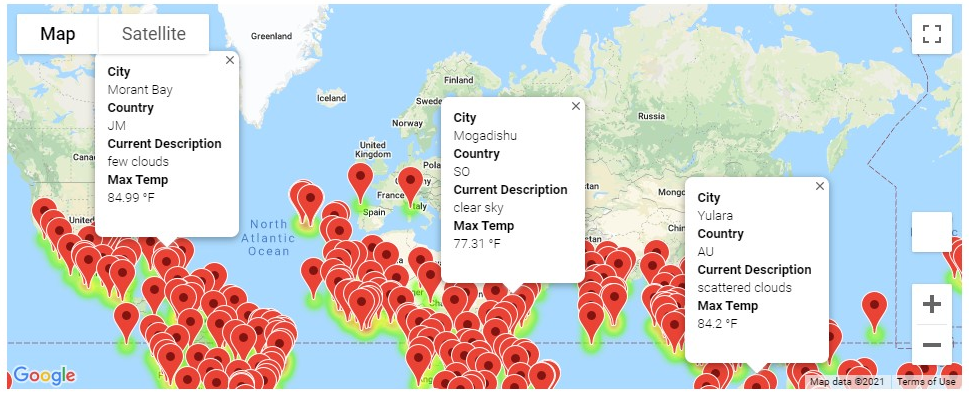 Map
Satellite
Greenland
Iceland
Finland
Norway
Russia
United
Kingdom
France
Spain
Italy
North
Atlantic
Ocean
City
Morant Bay
Country
JM
Current Description
few clouds
Max Temp
84.99 °F
City
Mogadishu
Country
SO
Current Description
clear sky
Max Temp
77.31 °F
City
Yulara
Country
AU
Current Description
scattered clouds
Max Temp
84.2 °F
Google
Map data ©2021
Terms of Use